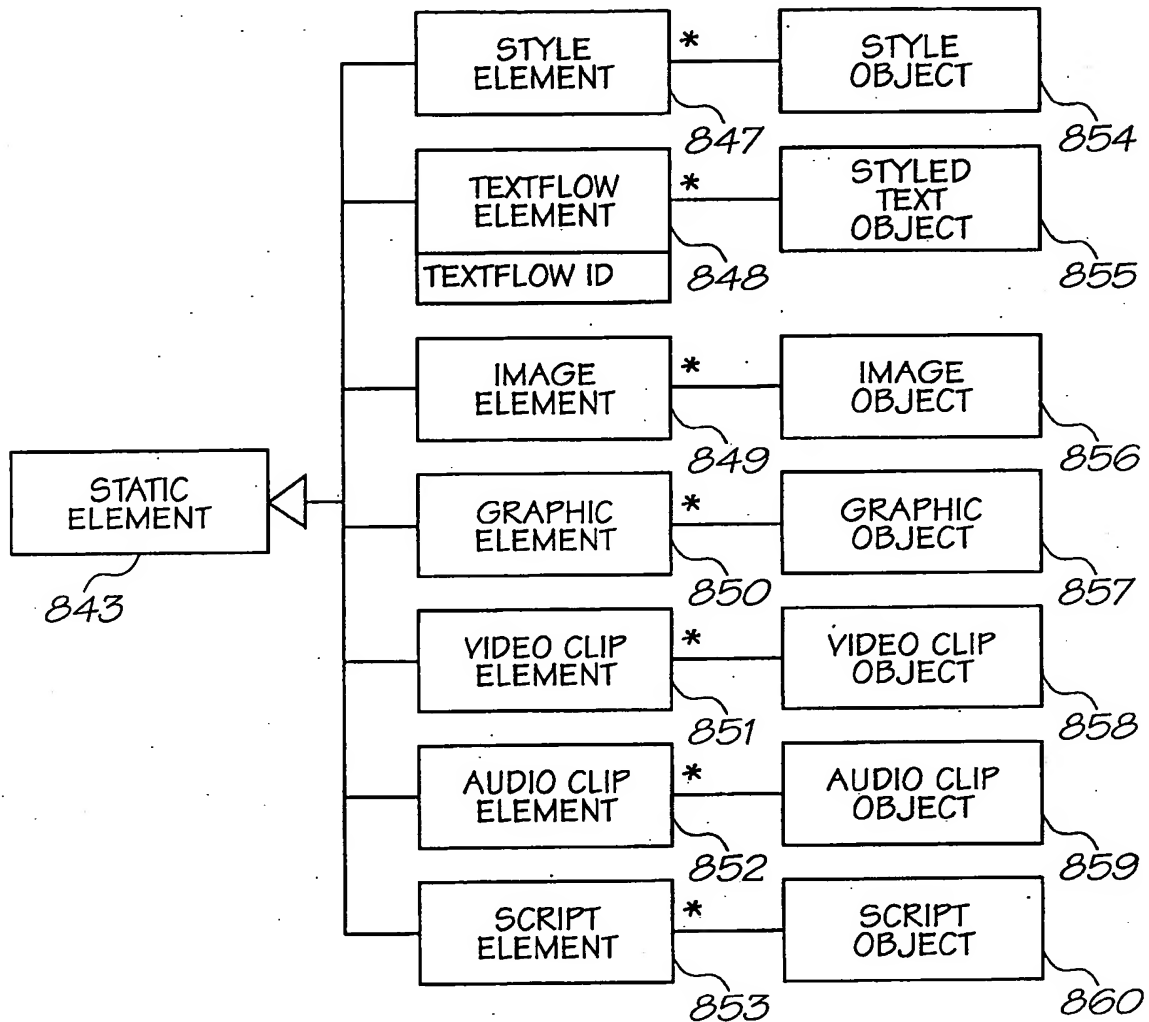 STYLE
ELEMENT
*
STYLE
OBJECT
847
854
TEXTFLOW
ELEMENT
*
STYLED
TEXT
OBJECT
TEXTFLOW ID
848
855
IMAGE
ELEMENT
*
IMAGE
OBJECT
849
856
STATIC
ELEMENT
843
GRAPHIC
ELEMENT
*
GRAPHIC
OBJECT
850
857
VIDEO CLIP
ELEMENT
*
VIDEO CLIP
OBJECT
851
858
AUDIO CLIP
ELEMENT
*
AUDIO CLIP
OBJECT
852
859
SCRIPT
ELEMENT
*
SCRIPT
OBJECT
853
860